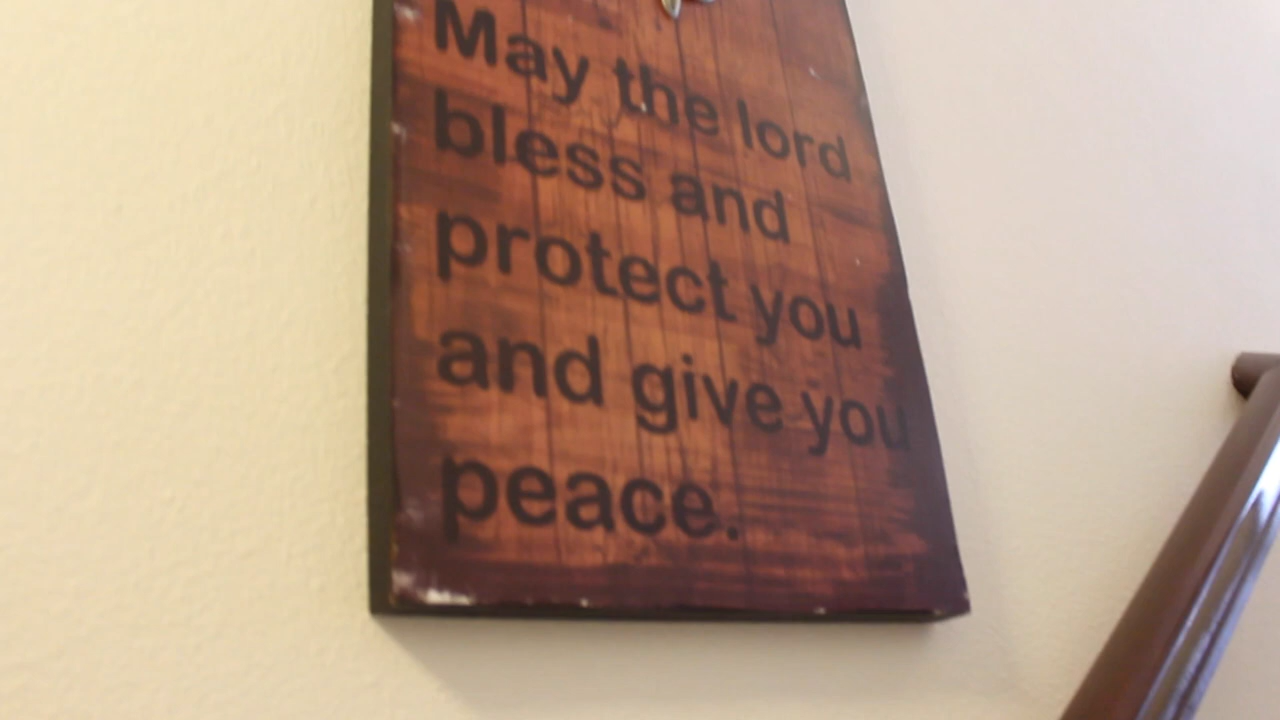 May the lord
bless and
protect you
and give you
peace.